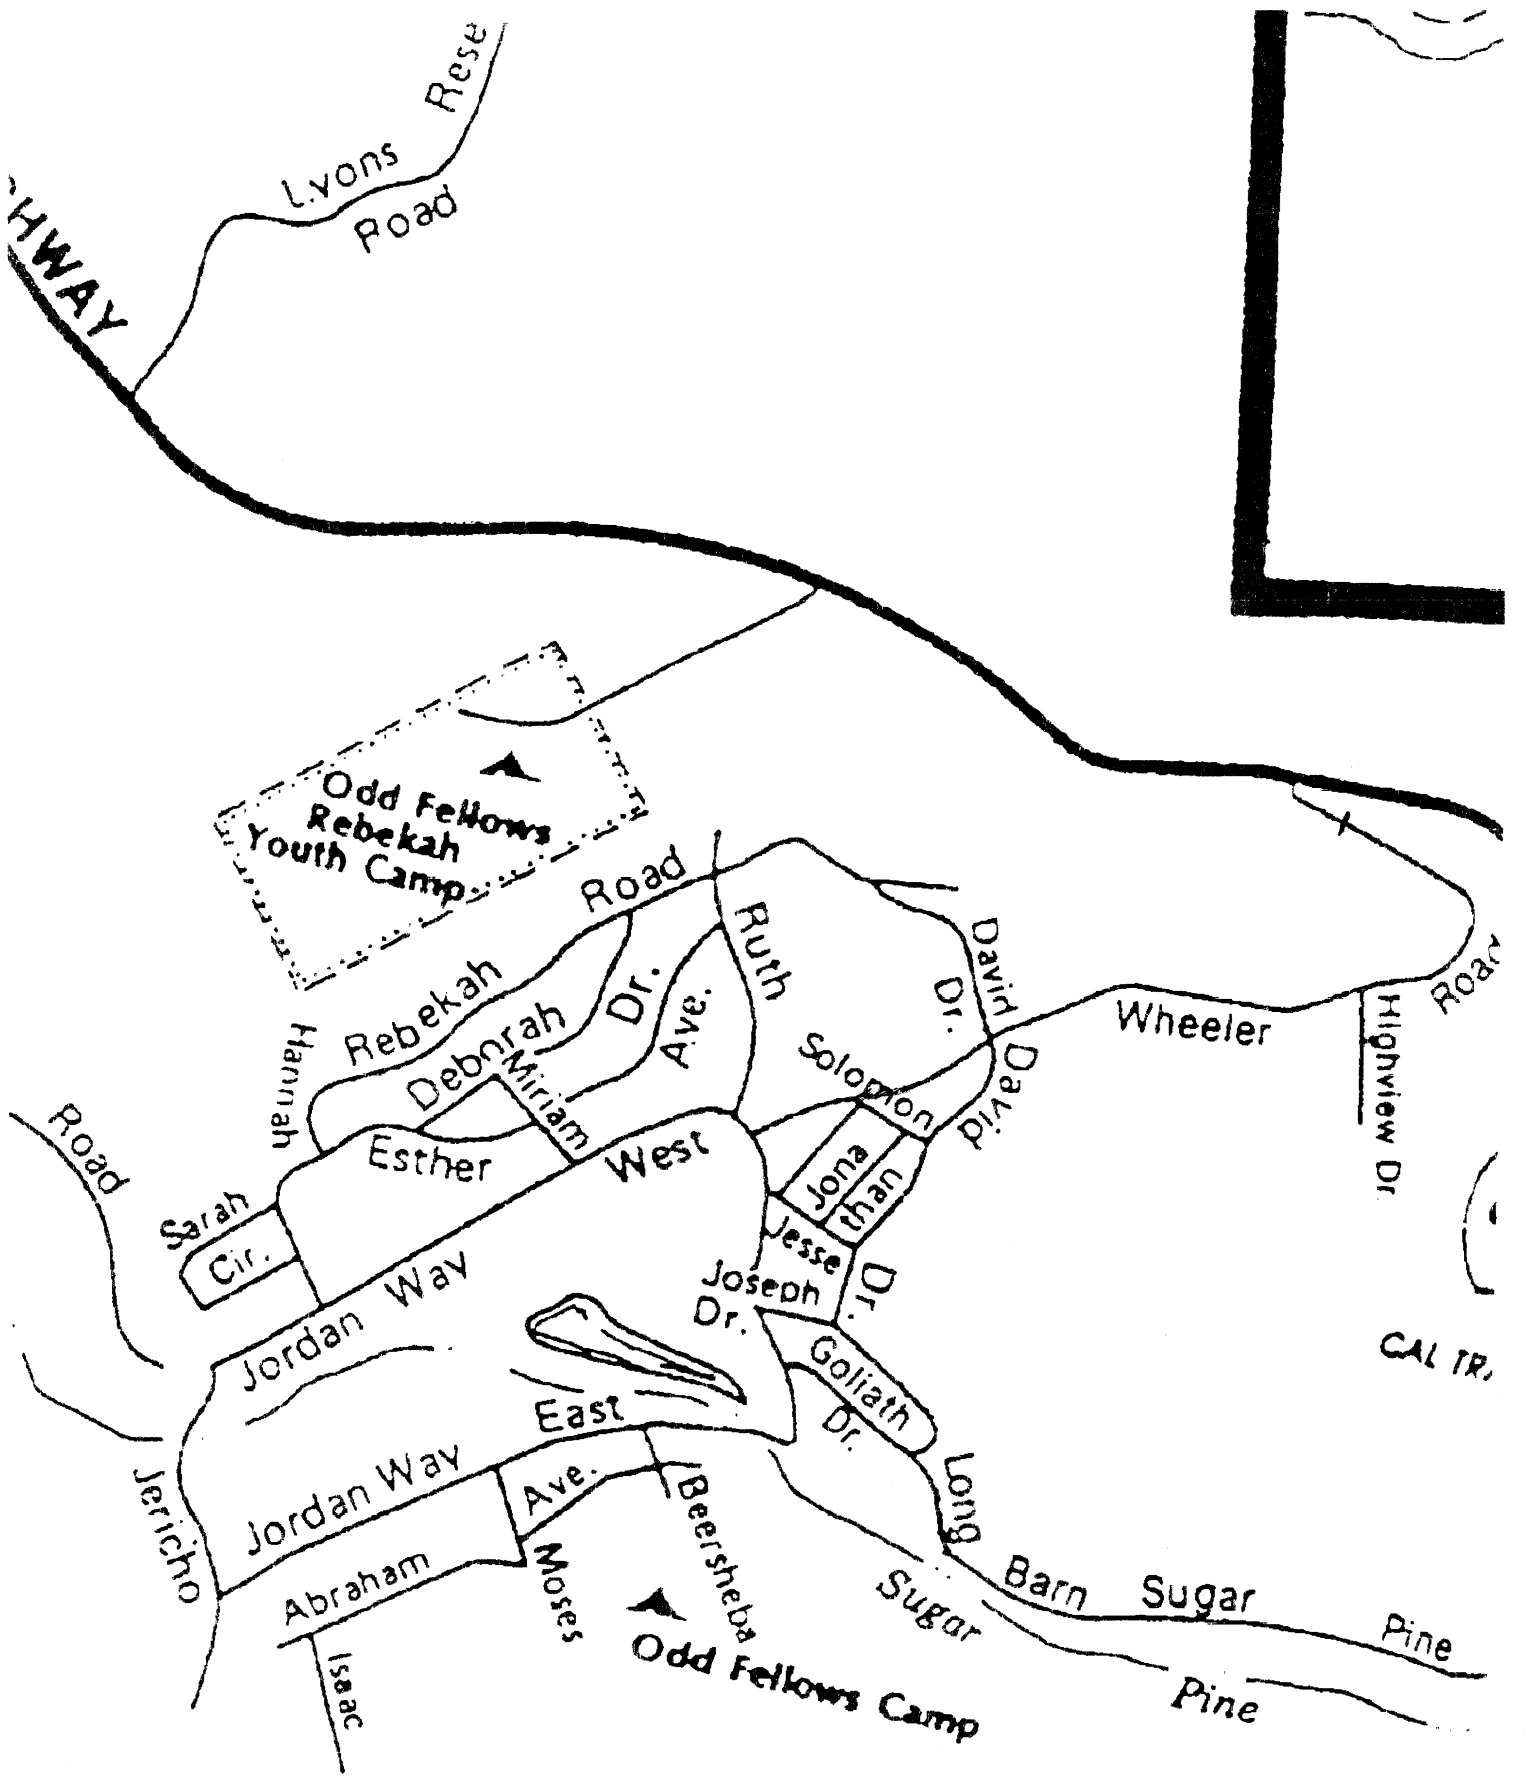 Rese
Lyons
Road
HWAY
Odd Fellows
Rebekah
Youth Camp
Road
Rebekah
Ruth
David
Dr.
Deborah
Dr.
Ave.
Hannah
Miriam
Esther
West
Solomon
David
Wheeler
Road
Highview Dr.
Road
Sarah
Cir.
Jona
than
Jesse
Joseph
Dr.
Dr.
Jordan Way
CAL TR
Goliath
Dr.
East
Jordan Way
Jericho
Ave.
Moses
Beersheba
Long
Barn Sugar Pine
Abraham
Isaac
Sugar
Pine
Odd Fellows Camp